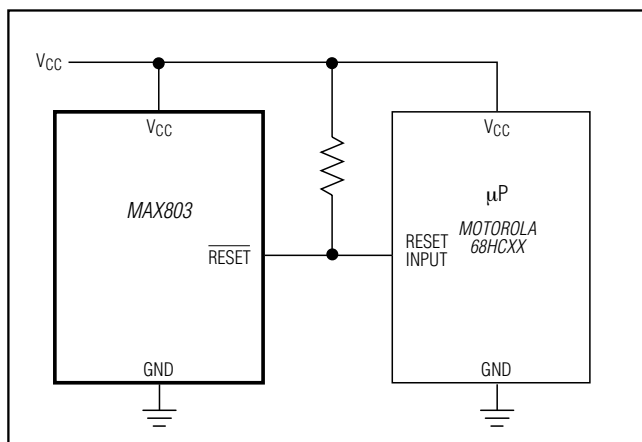 VCC
VCC
MAX803
RESET
GND
VCC
μP
MOTOROLA
68HCXX
RESET
INPUT
GND